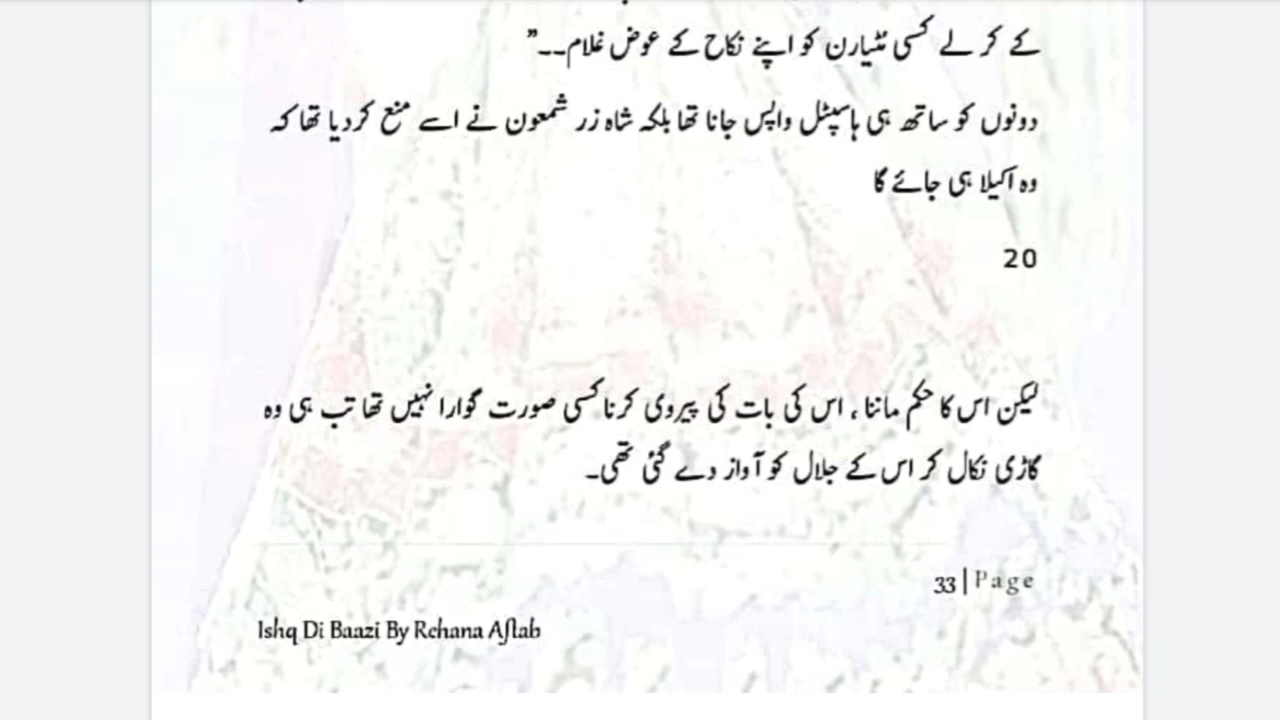 کے کر لے کسی مٹیارن کو اپنے نکاح کے عوض غلام۔۔”
دونوں کو ساتھ ہی ہاسپٹل واپس جانا تھا بلکہ شاہ زر شمعون نے اسے منع کردیا تھا کہ
وہ اکیلا ہی جائے گا
20
لیکن اس کا حکم ماننا ، اس کی بات کی پیروی کرنا کسی صورت گوارا نہیں تھا تب ہی وہ
گاڑی نکال کر اس کے جلال کو آواز دے گئی تھی۔
33 | Page
Ishq Di Baazi By Rehana Aftab